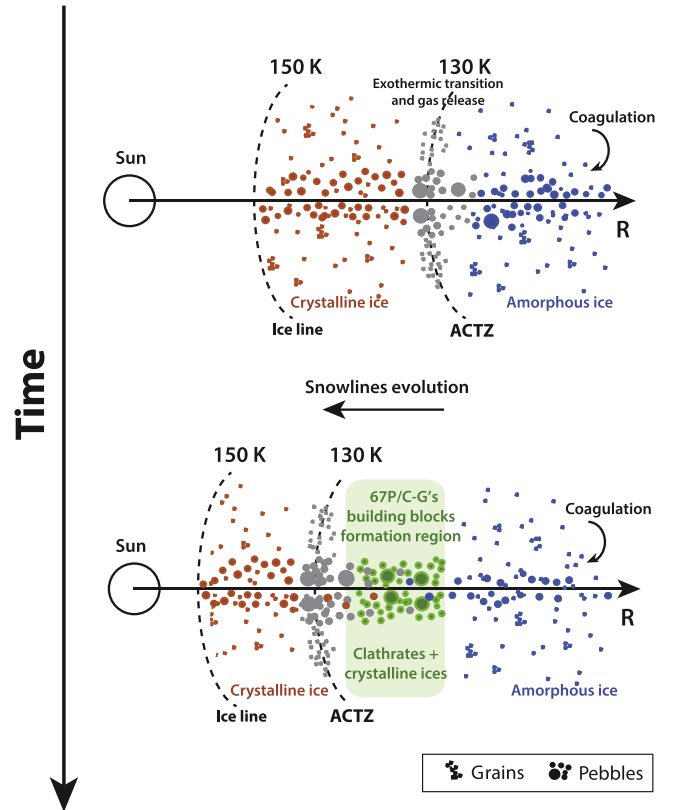 Time
150 K
130 K
Exothermic transition
and gas release
Coagulation
Sun
R
Crystalline ice
Amorphous ice
Ice line
ACTZ
Snowlines evolution
150 K
130 K
67P/C-G's
building blocks
formation region
Coagulation
Sun
R
Clathrates +
crystalline ices
Crystalline ice
Amorphous ice
Ice line
ACTZ
Grains
Pebbles